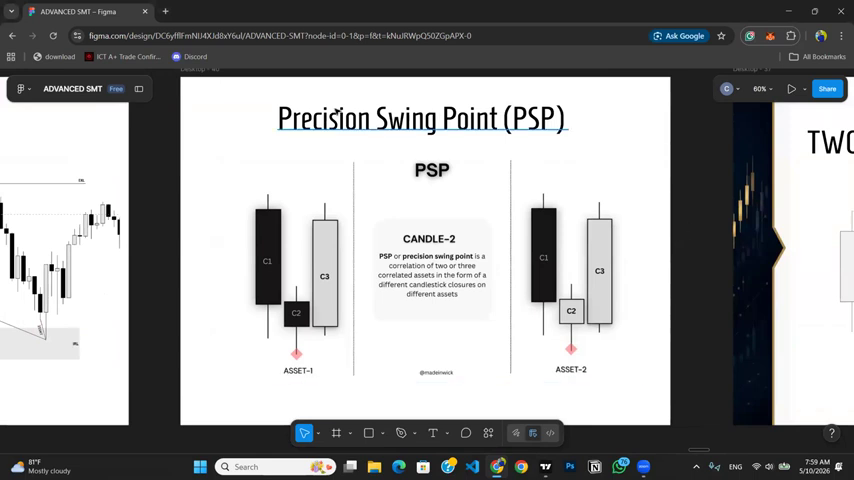 ADVANCED SMT – Figma
figma.com/design/DC6yfflFmNIJ4XJd8xY6ul/ADVANCED-SMT?node-id=0-1&p=f&t=kNuJRWpQ50ZGpAPX-0
Ask Google
download
ICT A+ Trade Confir...
Discord
All Bookmarks
ADVANCED SMT
Free
C
60%
Share
Precision Swing Point (PSP)
TWO
PSP
CANDLE-2
PSP or precision swing point is a
correlation of two or three
correlated assets in the form of a
different candlestick closures on
different assets
C1
C2
C3
ASSET-1
C1
C2
C3
ASSET-2
@madeinwick
81°F
Mostly cloudy
Search
ENG
7:59 AM
5/10/2026